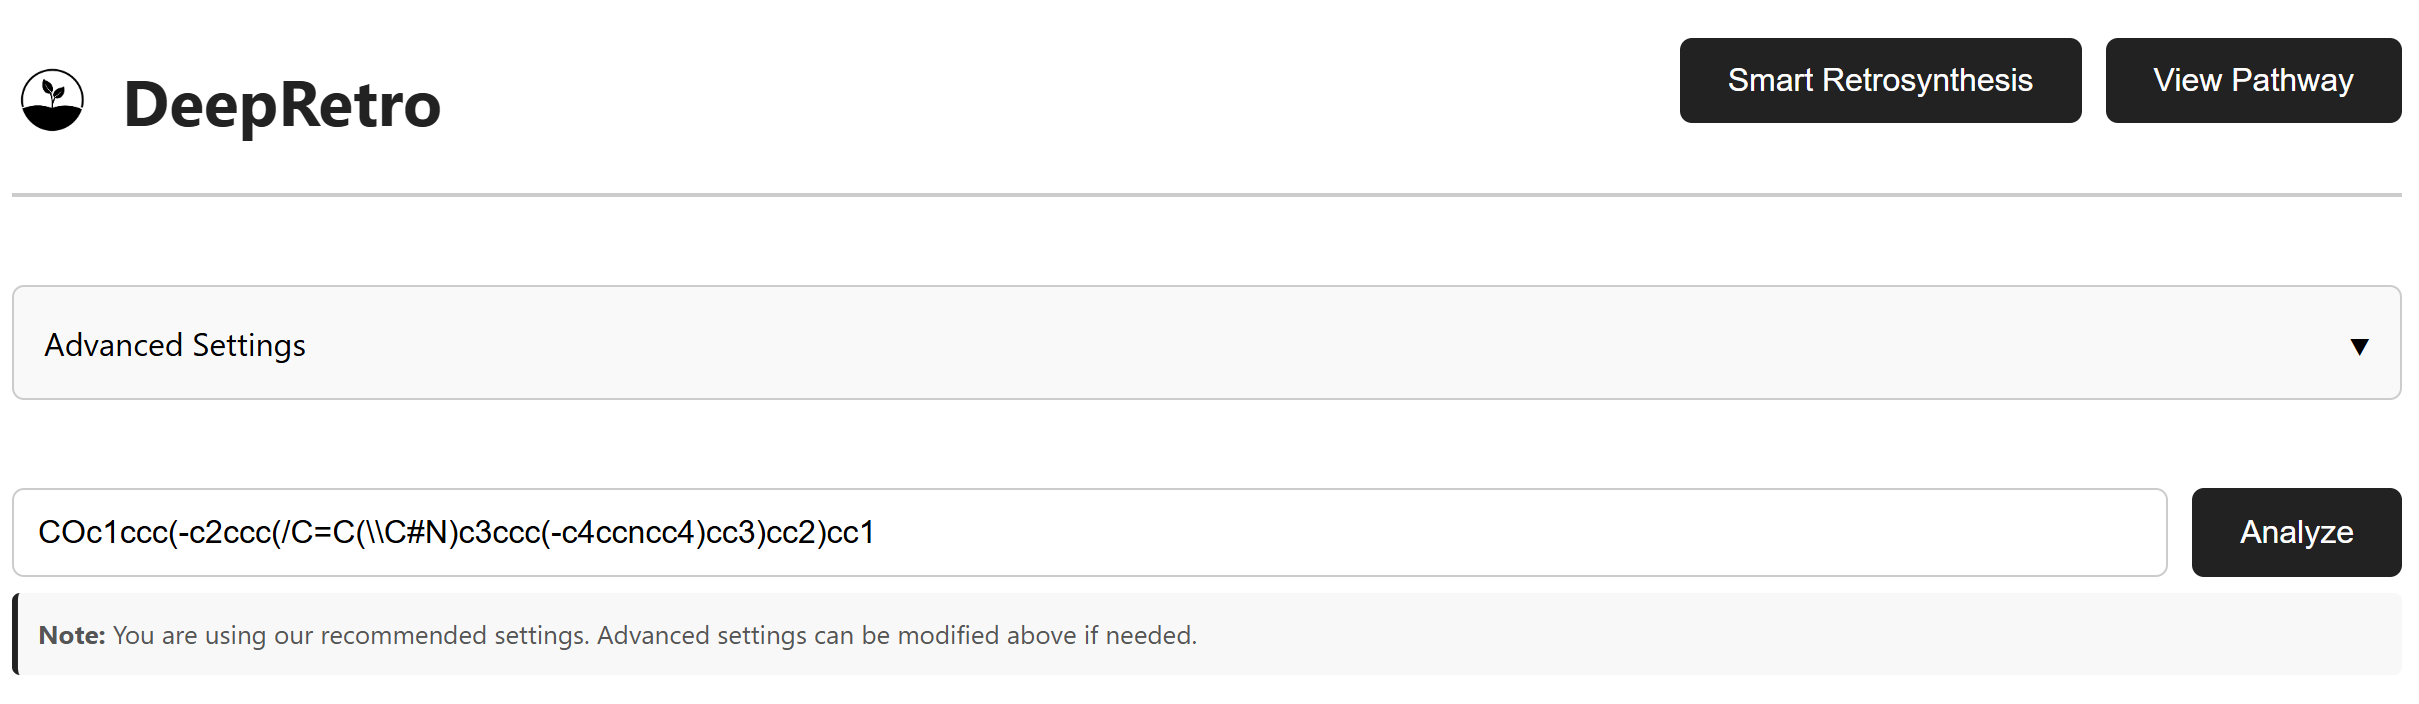 DeepRetro
Smart Retrosynthesis
View Pathway
Advanced Settings
▼
COc1ccc(-c2ccc(/C=C(\\C#N)c3ccc(-c4ccncc4)cc3)cc2)cc1
Analyze
Note: You are using our recommended settings. Advanced settings can be modified above if needed.